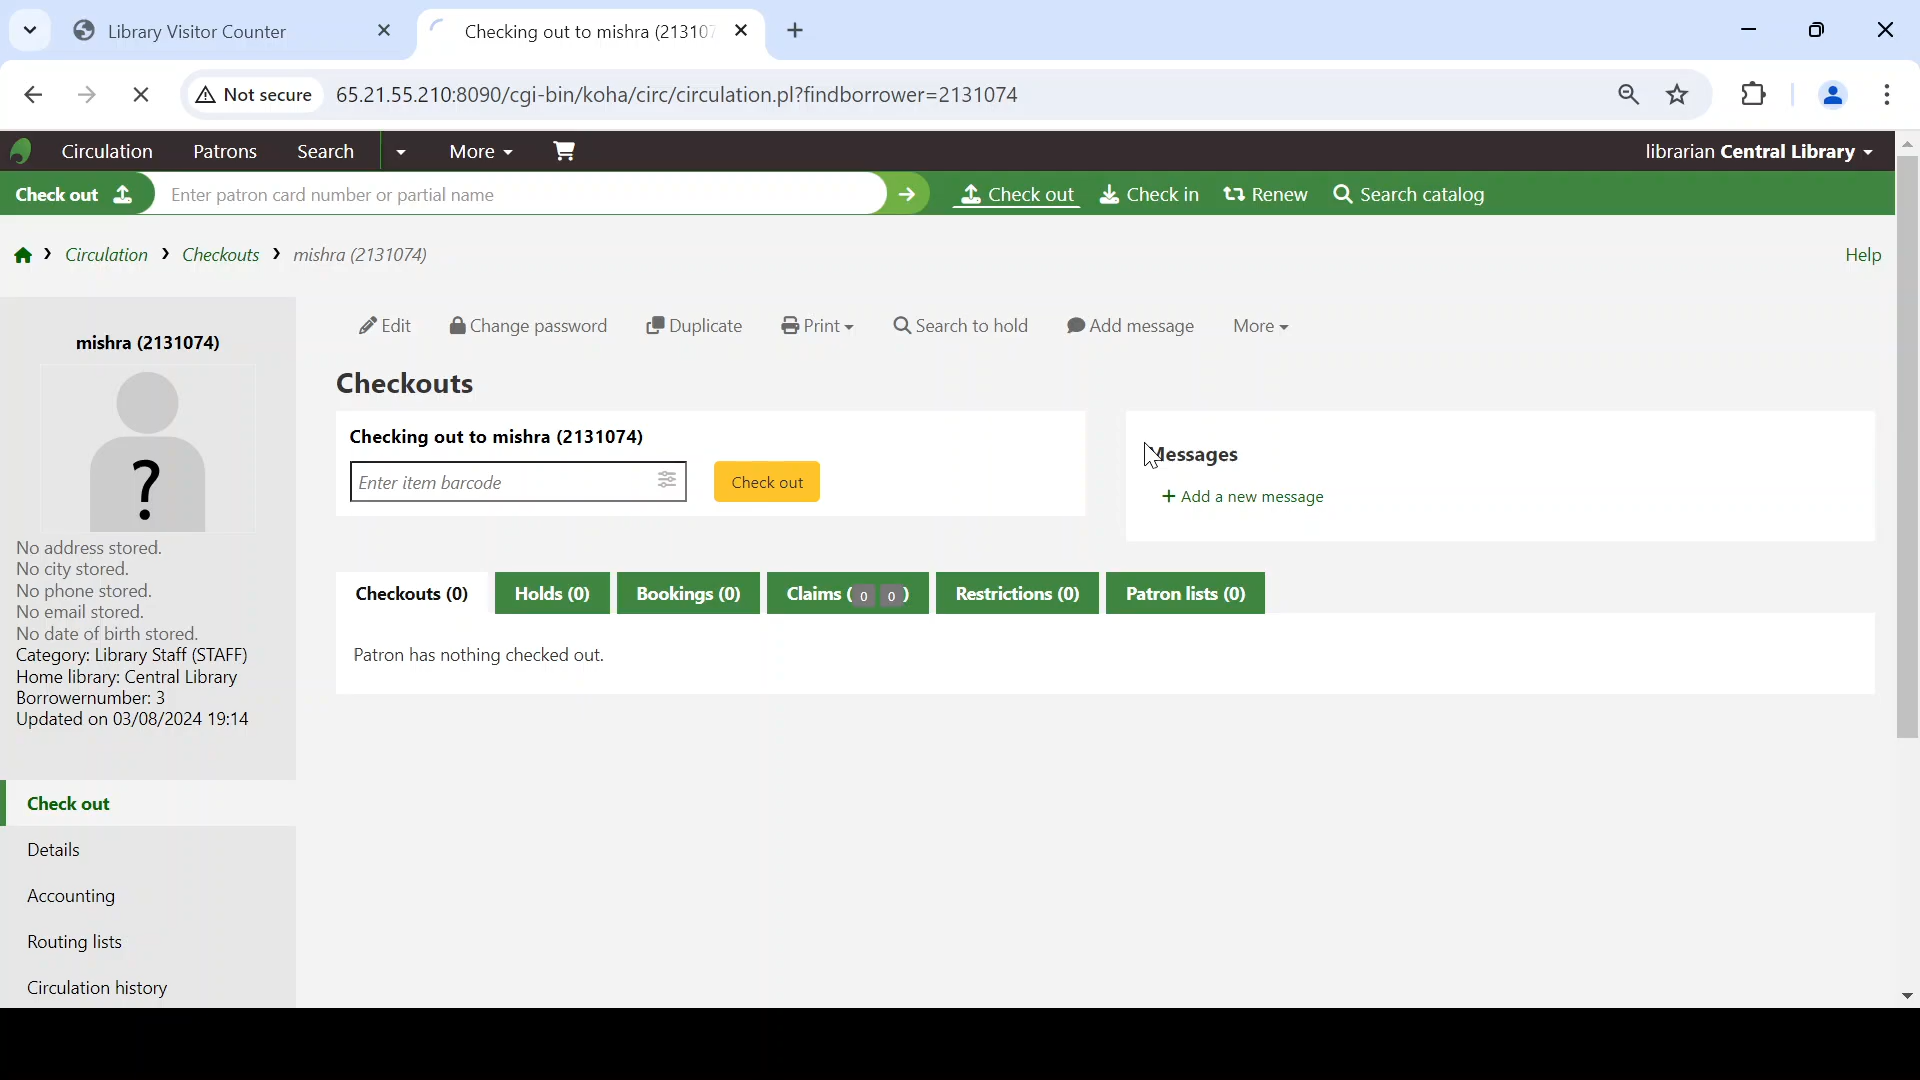 Library Visitor Counter
Checking out to mishra (21310
Not secure 65.21.55.210:8090/cgi-bin/koha/circ/circulation.pl?findborrower=2131074
Circulation Patrons Search More librarian Central Library
Check out Enter patron card number or partial name Check out Check in Renew Search catalog
Circulation Checkouts mishra (2131074) Help
mishra (2131074)
?
No address stored.
No city stored.
No phone stored.
No email stored.
No date of birth stored.
Category: Library Staff (STAFF)
Home library: Central Library
Borrowernumber: 3
Updated on 03/08/2024 19:14
Check out
Details
Accounting
Routing lists
Circulation history
Edit Change password Duplicate Print Search to hold Add message More
Checkouts
Checking out to mishra (2131074)
Enter item barcode Check out
Messages
+ Add a new message
Checkouts (0) Holds (0) Bookings (0) Claims ( 0 0 ) Restrictions (0) Patron lists (0)
Patron has nothing checked out.